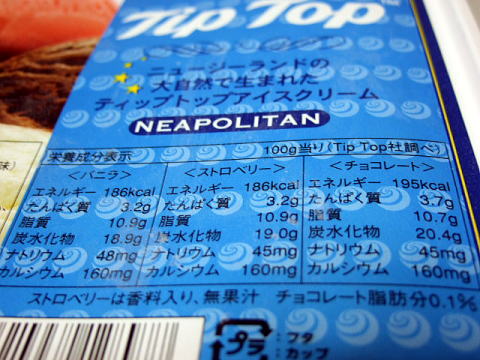 Tip Top
ニュージーランドの
大自然で生まれた
ティップトップアイスクリーム
NEAPOLITAN
栄養成分表示 100g当り(Tip Top社調べ)
<バニラ> <ストロベリー> <チョコレート>
エネルギー 186kcal エネルギー 186kcal エネルギー 195kcal
たんぱく質 3.2g たんぱく質 3.2g たんぱく質 3.7g
脂質 10.9g 脂質 10.9g 脂質 10.7g
炭水化物 18.9g 炭水化物 19.0g 炭水化物 20.4g
ナトリウム 48mg ナトリウム 45mg ナトリウム 45mg
カルシウム 160mg カルシウム 160mg カルシウム 160mg
ストロベリーは香料入り、無果汁 チョコレート脂肪分0.1%
プラ
フタ
カップ
味)